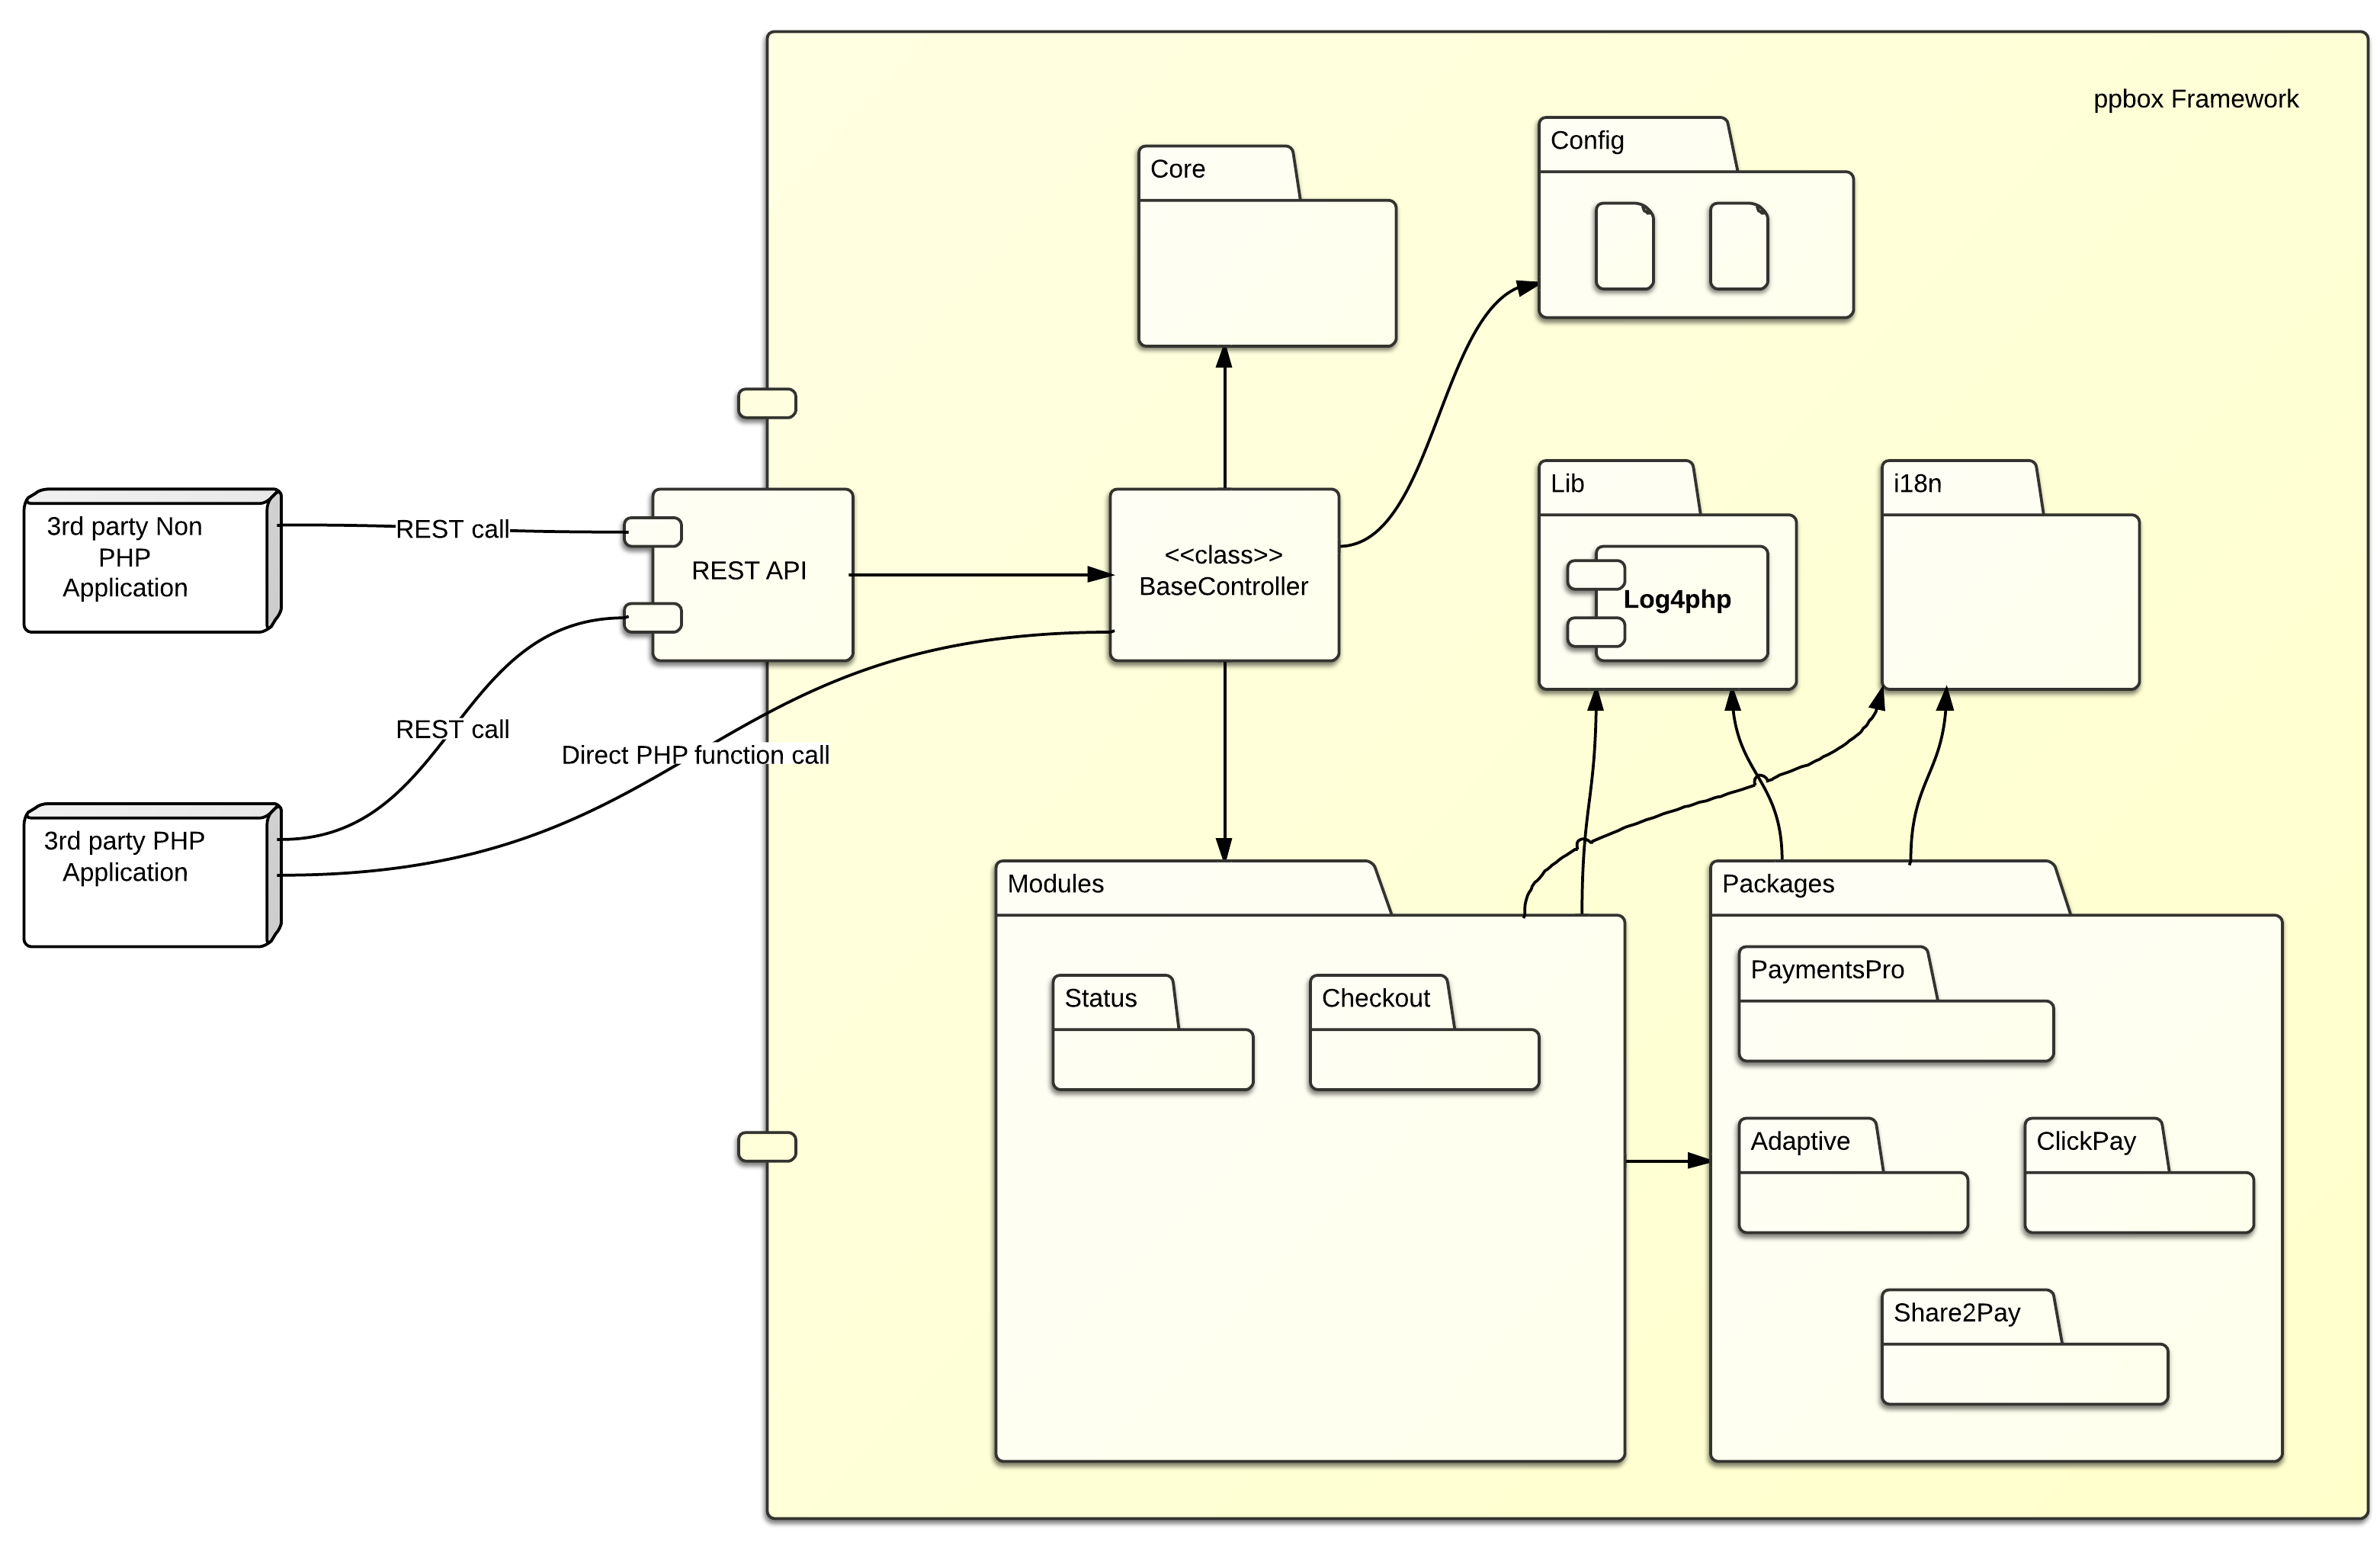 ppbox Framework
Config
Core
Lib
i18n
3rd party Non
PHP
Application
REST call
REST API
<<class>>
BaseController
Log4php
REST call
Direct PHP function call
3rd party PHP
Application
Modules
Packages
PaymentsPro
Status
Checkout
Adaptive
ClickPay
Share2Pay